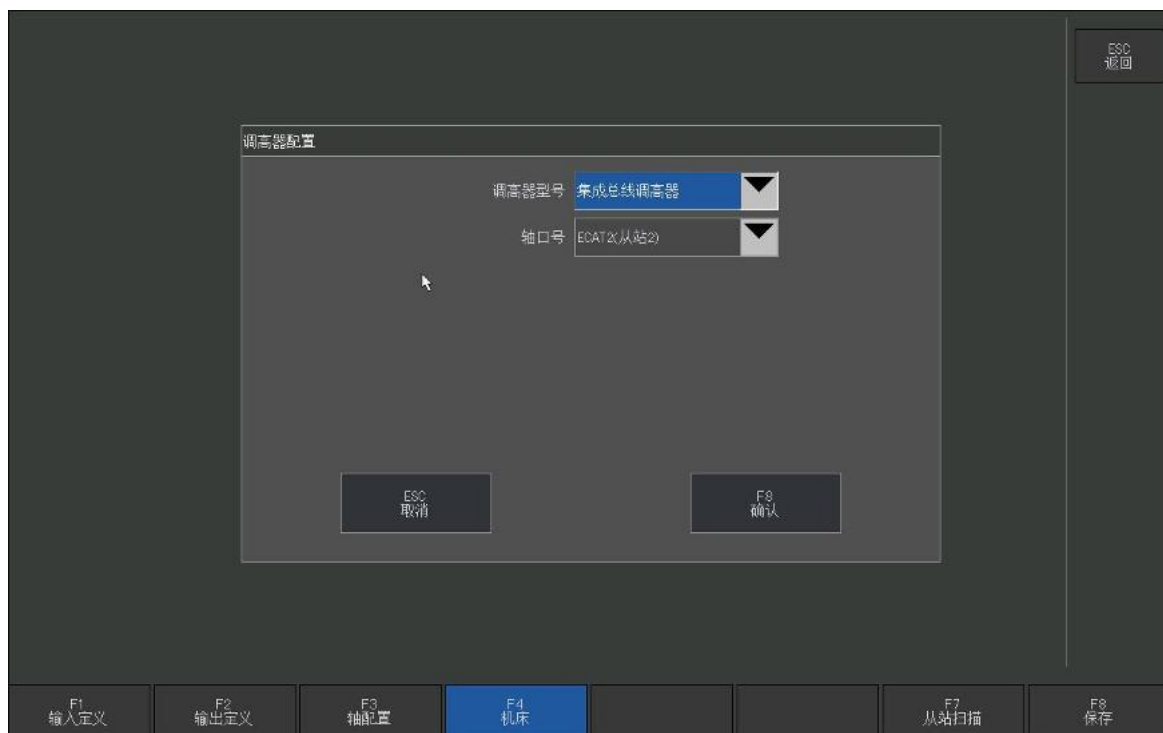 ESC
返回
调高器配置
调高器型号 集成总线调高器
轴口号 ECAT2(从站2)
ESC
取消
F8
确认
F1
输入定义
F2
输出定义
F3
轴配置
F4
机床
F7
从站扫描
F8
保存